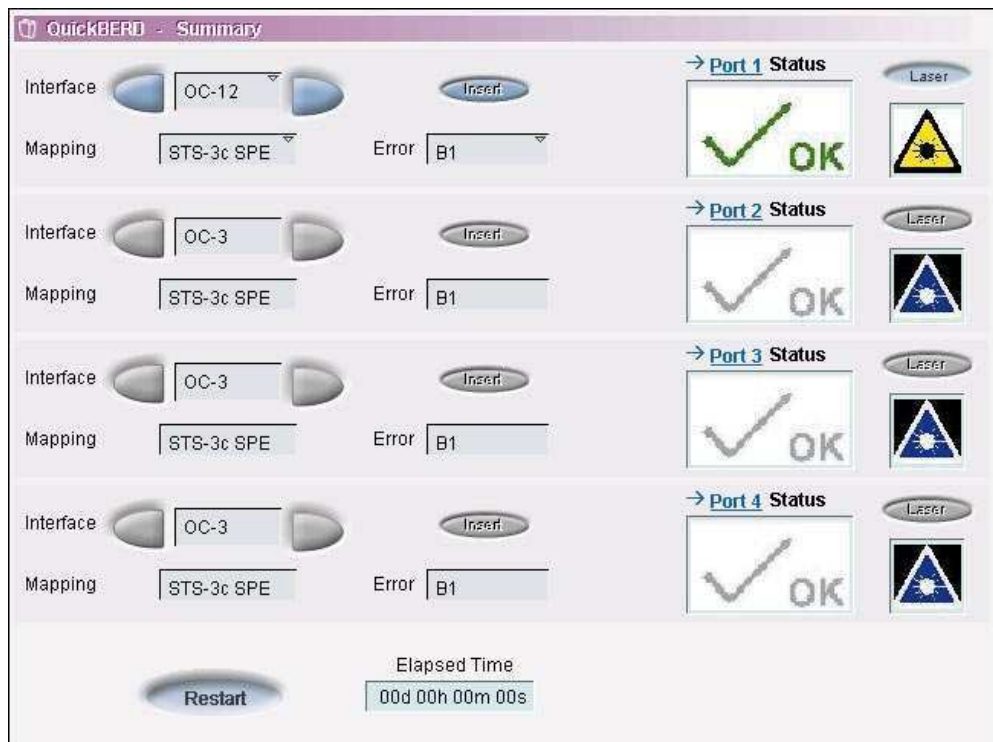 QuickBERD - Summary
Interface OC-12 Insert
→ Port 1 Status
Laser
Mapping STS-3c SPE Error B1
OK
Interface OC-3 Insert
→ Port 2 Status
Laser
Mapping STS-3c SPE Error B1
OK
Interface OC-3 Insert
→ Port 3 Status
Laser
Mapping STS-3c SPE Error B1
OK
Interface OC-3 Insert
→ Port 4 Status
Laser
Mapping STS-3c SPE Error B1
OK
Elapsed Time
Restart 00d 00h 00m 00s